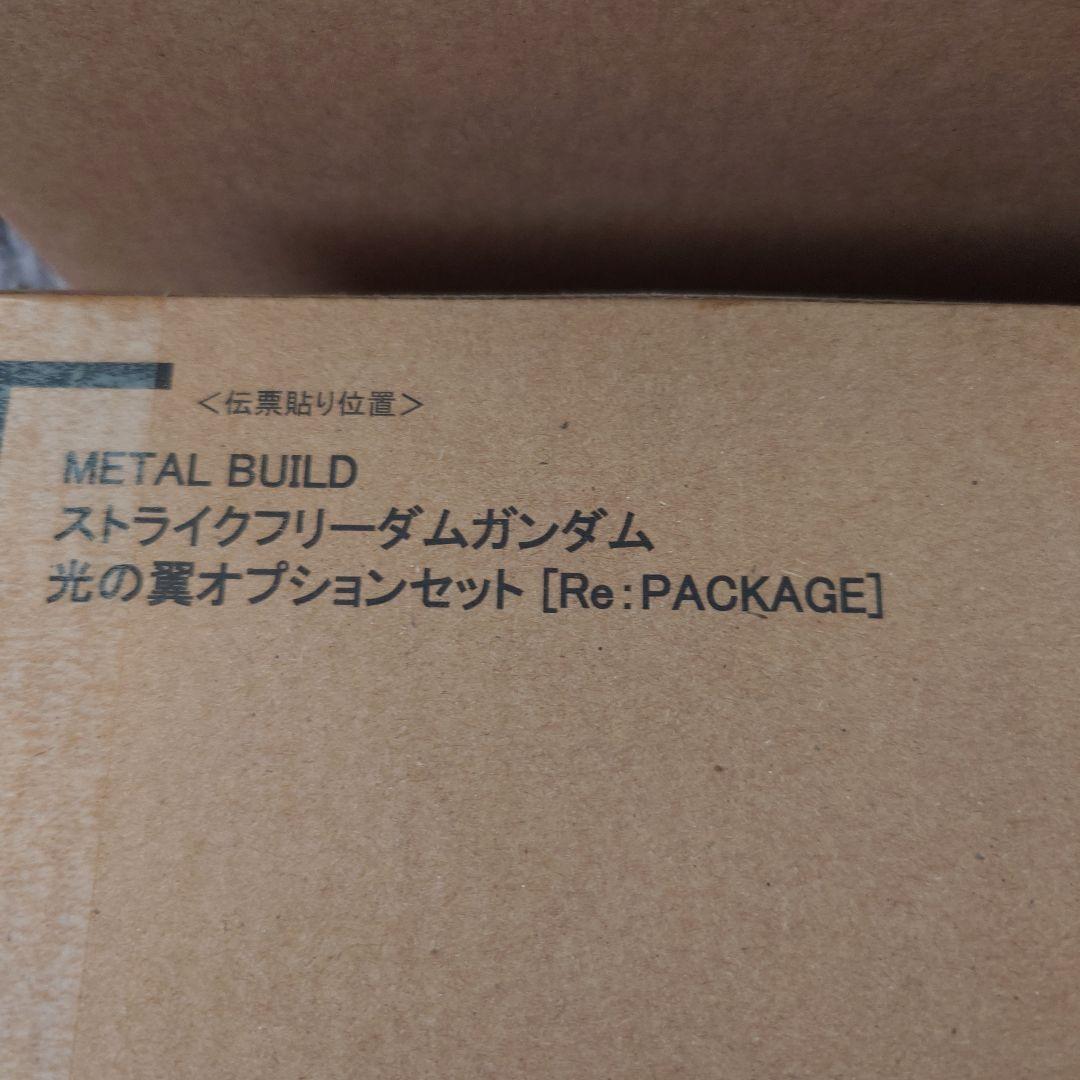 <伝票貼り位置>
METAL BUILD
ストライクフリーダムガンダム
光の翼オプションセット [Re:PACKAGE]